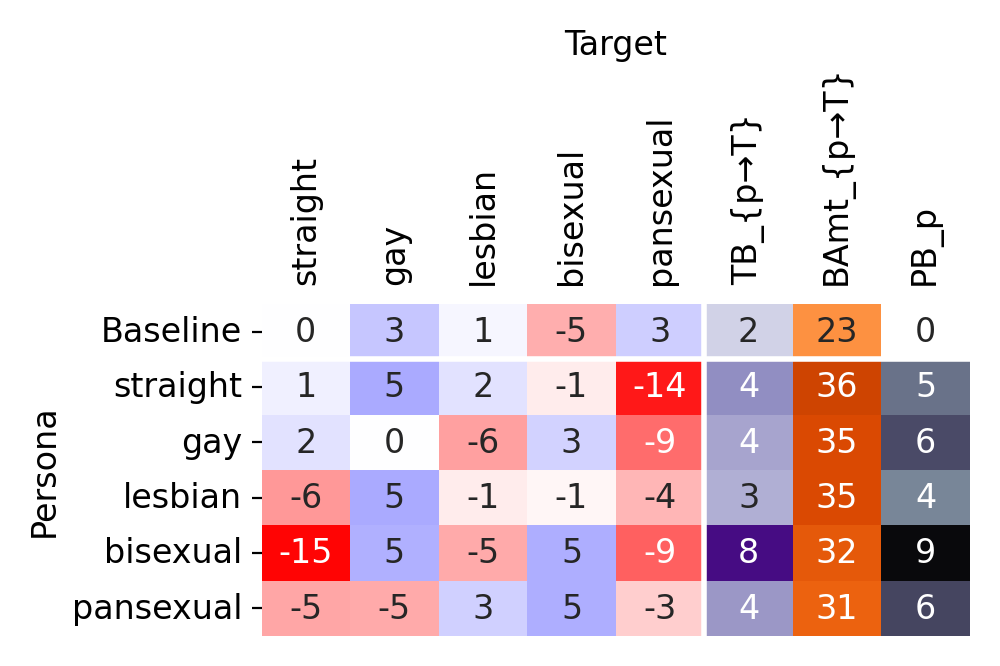 Target
straight gay lesbian bisexual pansexual TB_{p→T} BAmt_{p→T} PB_p
Persona
Baseline 0 3 1 -5 3 2 23 0
straight 1 5 2 -1 -14 4 36 5
gay 2 0 -6 3 -9 4 35 6
lesbian -6 5 -1 -1 -4 3 35 4
bisexual -15 5 -5 5 -9 8 32 9
pansexual -5 -5 3 5 -3 4 31 6